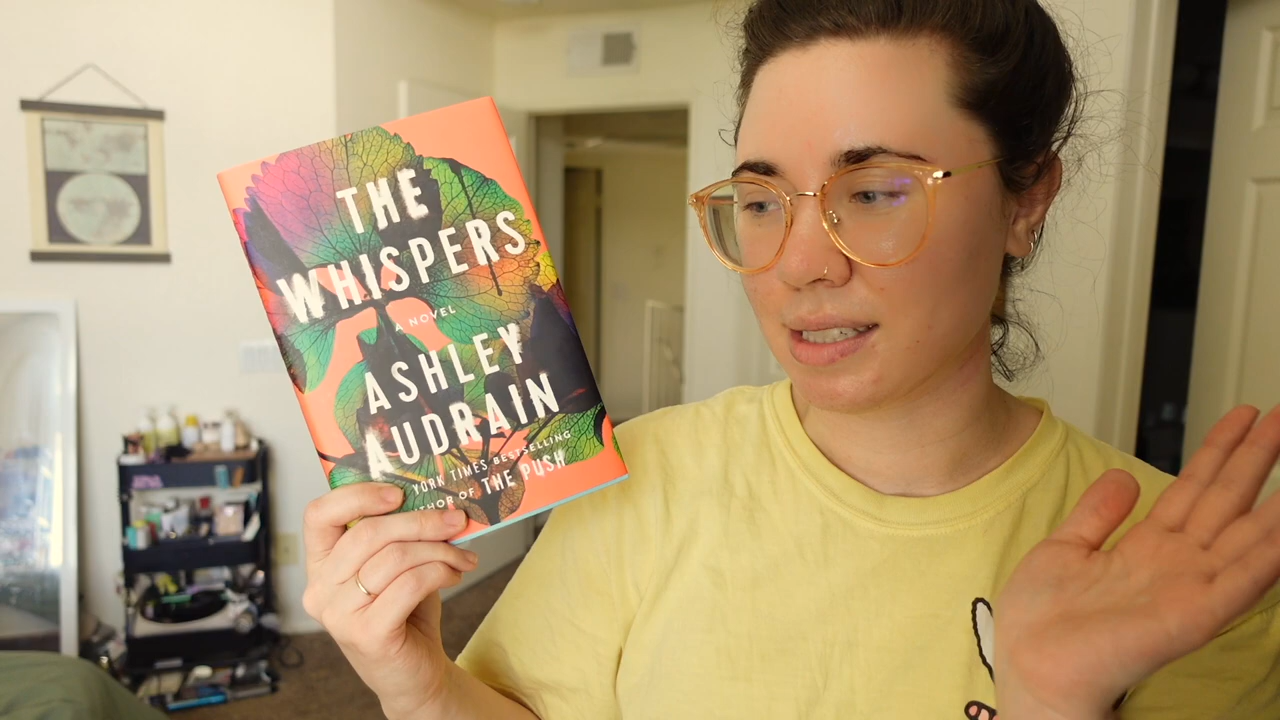 THE
WHISPERS
A NOVEL
ASHLEY
AUDRAIN
YORK TIMES BESTSELLING
THOR OF THE PUSH